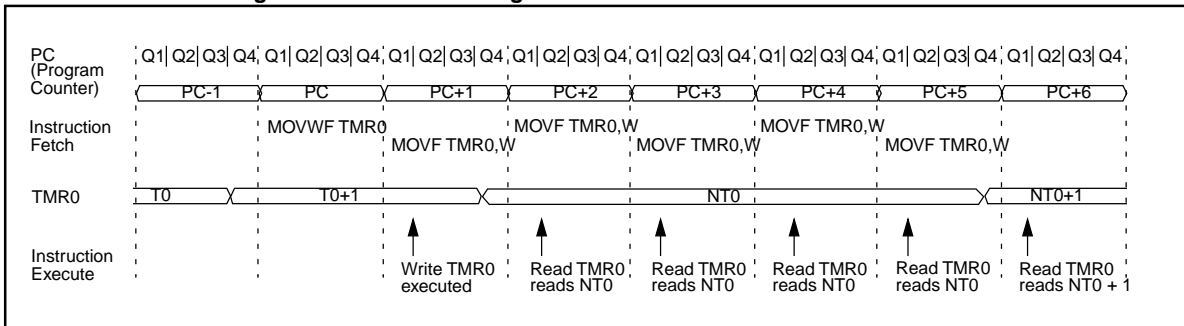 PC
(Program
Counter)
Q1| Q2| Q3| Q4 Q1| Q2| Q3| Q4 Q1| Q2| Q3| Q4 Q1| Q2| Q3| Q4 Q1| Q2| Q3| Q4 Q1| Q2| Q3| Q4 Q1| Q2| Q3| Q4 Q1| Q2| Q3| Q4
PC-1 PC PC+1 PC+2 PC+3 PC+4 PC+5 PC+6
Instruction
Fetch
MOVWF TMR0 MOVF TMR0,W MOVF TMR0,W
MOVF TMR0,W MOVF TMR0,W MOVF TMR0,W
TMR0 T0 T0+1 NT0 NT0+1
Instruction
Execute
Write TMR0
executed
Read TMR0
reads NT0
Read TMR0
reads NT0
Read TMR0
reads NT0
Read TMR0
reads NT0
Read TMR0
reads NT0 + 1